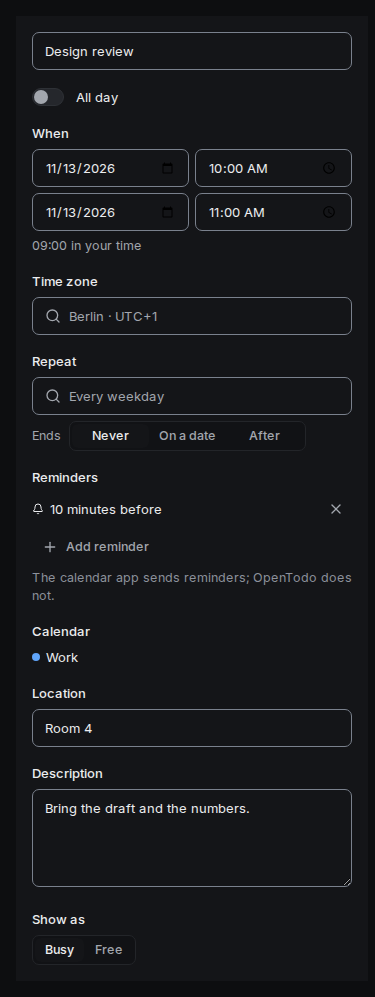 Design review
All day
When
11/13/2026 10:00 AM
11/13/2026 11:00 AM
09:00 in your time
Time zone
Berlin · UTC+1
Repeat
Every weekday
Ends Never On a date After
Reminders
10 minutes before
Add reminder
The calendar app sends reminders; OpenTodo does
not.
Calendar
Work
Location
Room 4
Description
Bring the draft and the numbers.
Show as
Busy Free